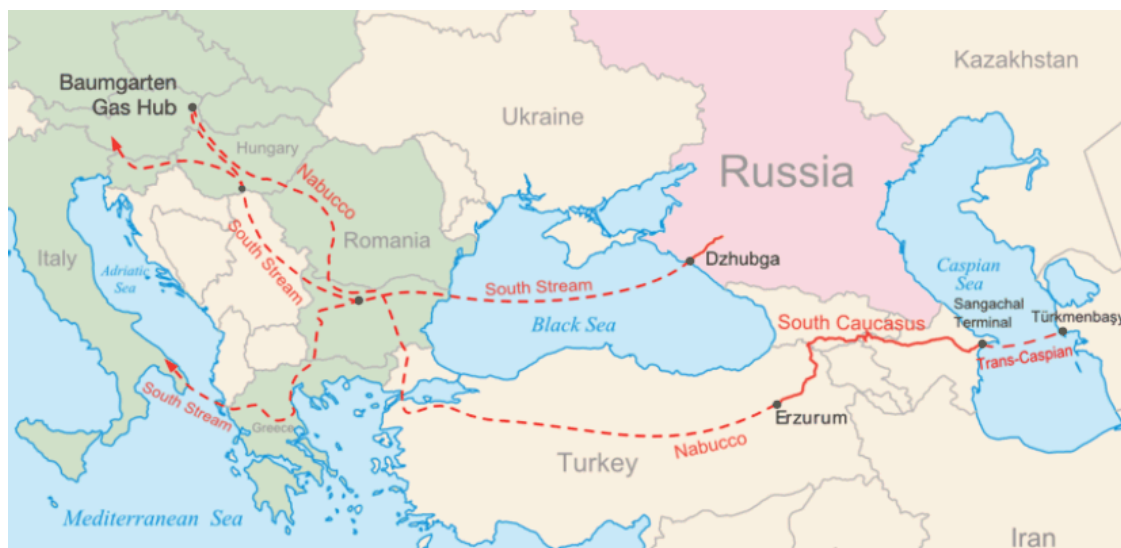 Baumgarten
Gas Hub
Kazakhstan
Ukraine
Hungary
Russia
Nabucco
South Stream
Romania
Italy
Adriatic
Sea
Dzhubga
Caspian
Sea
South Stream
Sangachal
Terminal
Türkmenbaşy
Black Sea
South Caucasus
Trans-Caspian
South Stream
Greece
Erzurum
Nabucco
Turkey
Mediterranean Sea
Iran